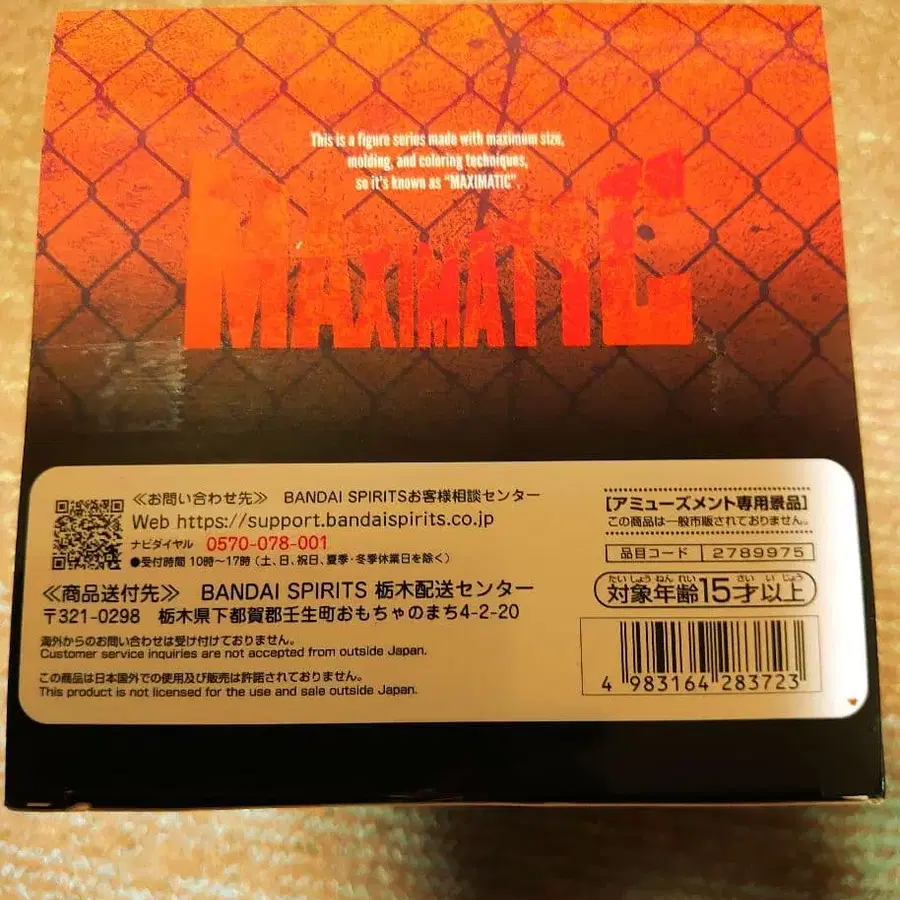 This is a figure series made with maximum size,
molding, and coloring techniques,
so it's known as "MAXIMATIC".
MAXIMATIC
≪お問い合わせ先≫ BANDAI SPIRITSお客様相談センター
Web https://support.bandaispirits.co.jp
ナビダイヤル 0570-078-001
●受付時間 10時〜17時(土、日、祝日、夏季・冬季休業日を除く)
≪商品送付先≫ BANDAI SPIRITS 栃木配送センター
〒321-0298 栃木県下都賀郡壬生町おもちゃのまち4-2-20
海外からのお問い合わせは受け付けておりません。
Customer service inquiries are not accepted from outside Japan.
この商品は日本国外での使用及び販売は許諾されておりません。
This product is not licensed for the use and sale outside Japan.
[アミューズメント専用景品]
この商品は一般市販されておりません。
品目コード 2789975
たいしょうねんれい さいいじょう
対象年齢15才以上
4 983164 283723